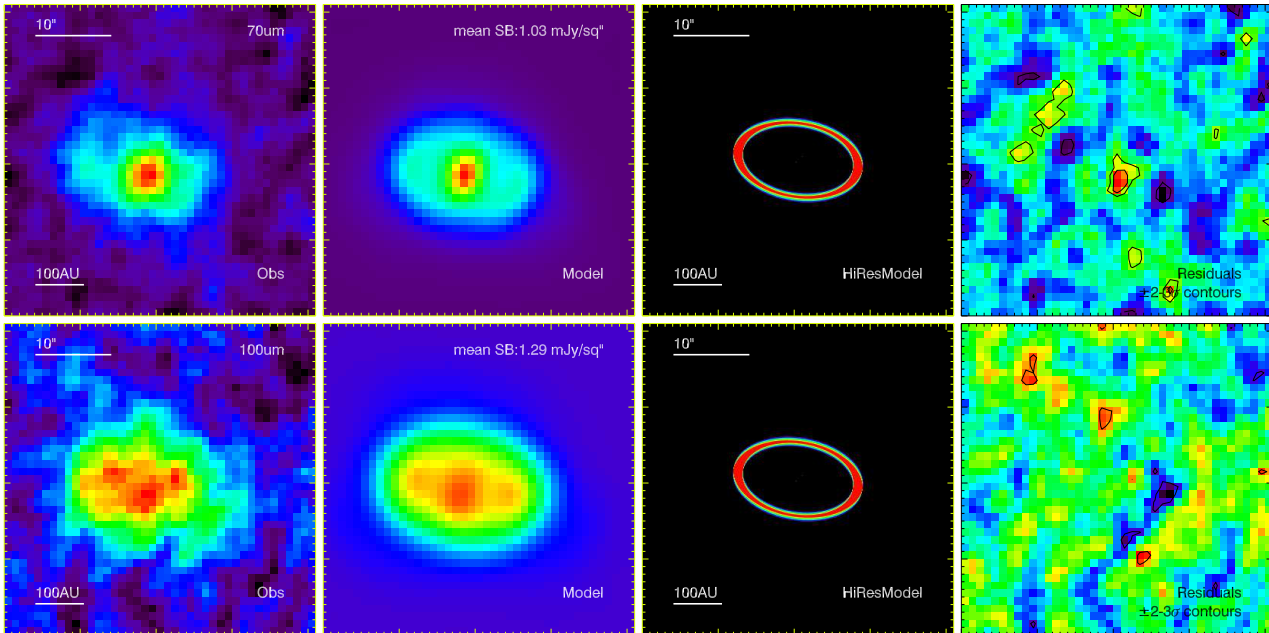 10"
70um
100AU
Obs
mean SB:1.03 mJy/sq"
Model
10"
100AU
HiResModel
Residuals
±2-3σ contours
10"
100um
100AU
Obs
mean SB:1.29 mJy/sq"
Model
10"
100AU
HiResModel
Residuals
±2-3σ contours